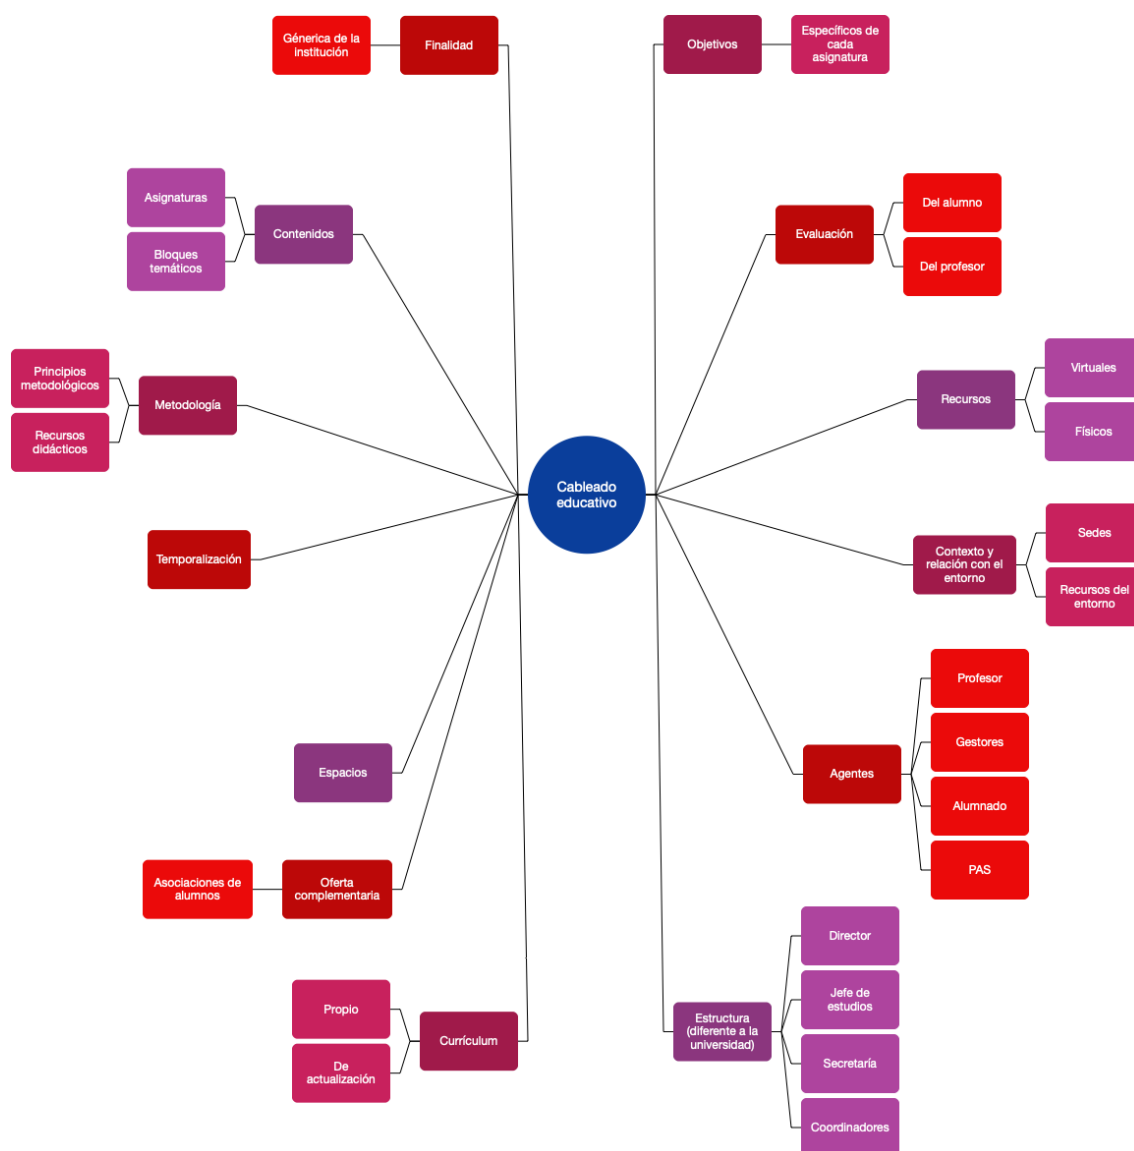 Génerica de la
institución
Finalidad
Objetivos
Específicos de
cada
asignatura
Asignaturas
Bloques
temáticos
Contenidos
Evaluación
Del alumno
Del profesor
Principios
metodológicos
Recursos
didácticos
Metodología
Recursos
Virtuales
Físicos
Cableado
educativo
Temporalización
Contexto y
relación con el
entorno
Sedes
Recursos del
entorno
Espacios
Agentes
Profesor
Gestores
Alumnado
PAS
Asociaciones de
alumnos
Oferta
complementaria
Propio
De
actualización
Currículum
Estructura
(diferente a la
universidad)
Director
Jefe de
estudios
Secretaría
Coordinadores